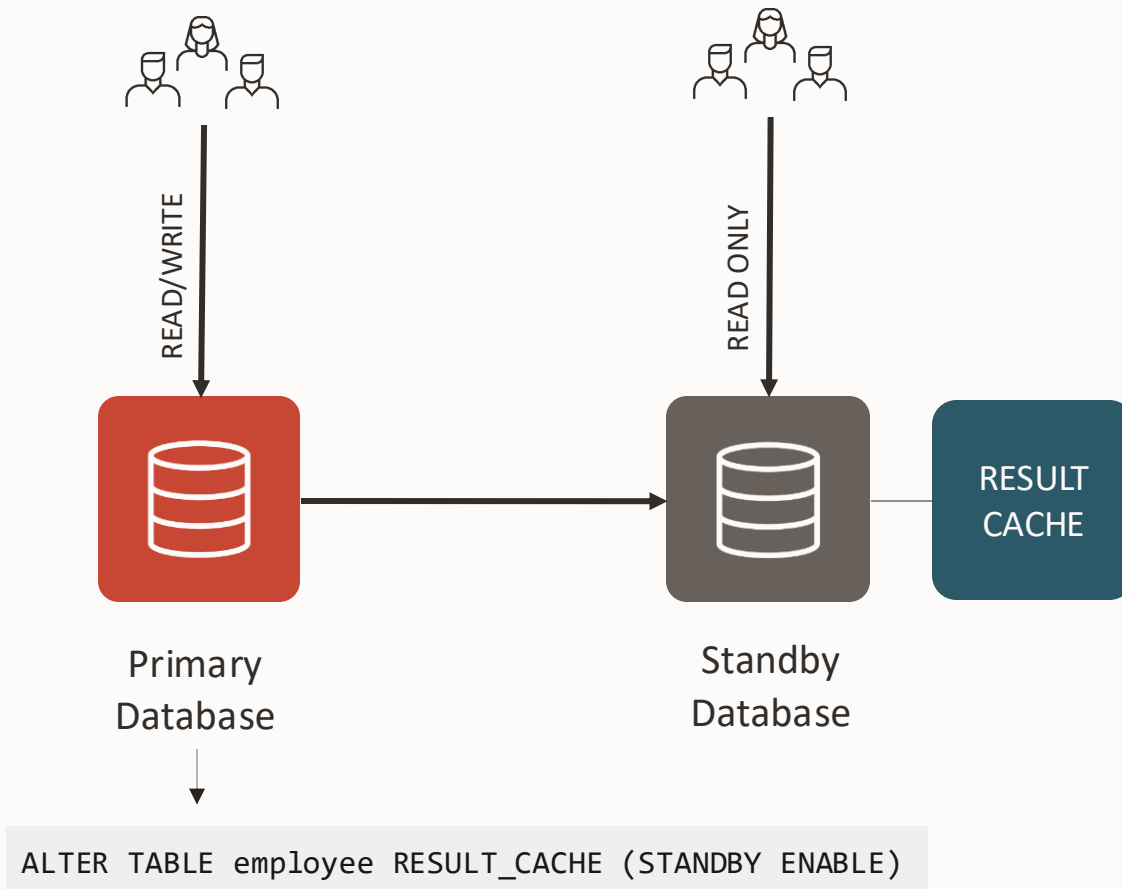 READ/WRITE
READ ONLY
RESULT
CACHE
Primary
Database
Standby
Database
ALTER TABLE employee RESULT_CACHE (STANDBY ENABLE)